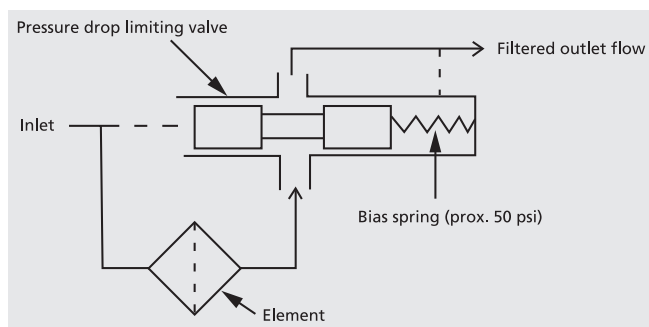 Pressure drop limiting valve
Filtered outlet flow
Inlet
Bias spring (prox. 50 psi)
Element